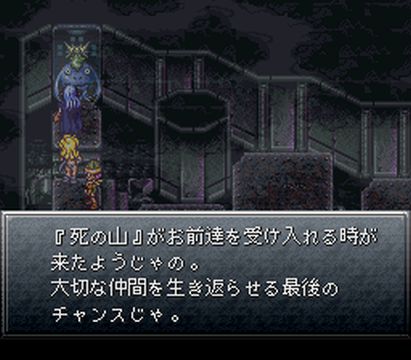 『死の山』がお前達を受け入れる時が
来たようじゃの。
大切な仲間を生き返らせる最後の
チャンスじゃ。